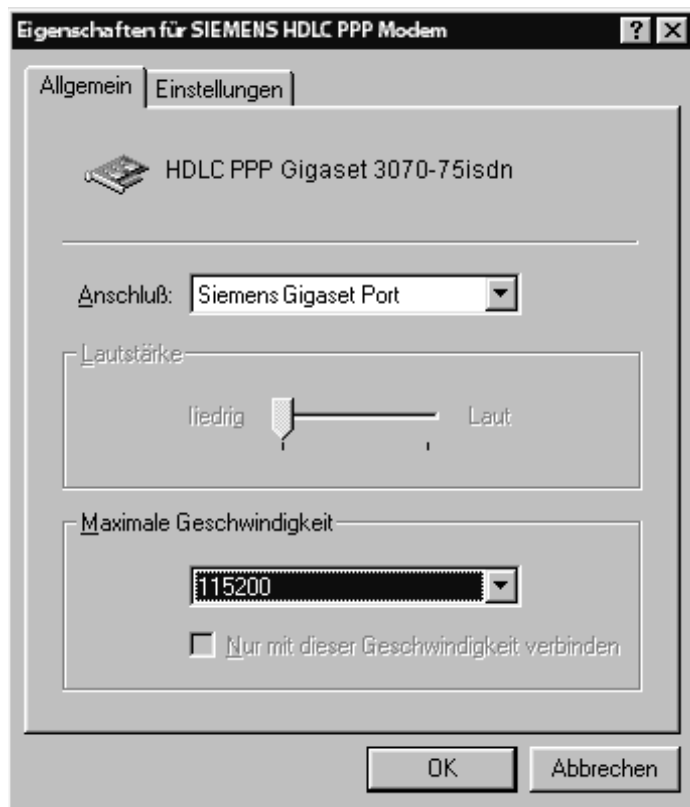 Eigenschaften für SIEMENS HDLC PPP Modem
Allgemein
Einstellungen
HDLC PPP Gigaset 3070-75isdn
Anschluß: Siemens Gigaset Port
Lautstärke
liedrig Laut
Maximale Geschwindigkeit
115200
Nur mit dieser Geschwindigkeit verbinden
OK Abbrechen